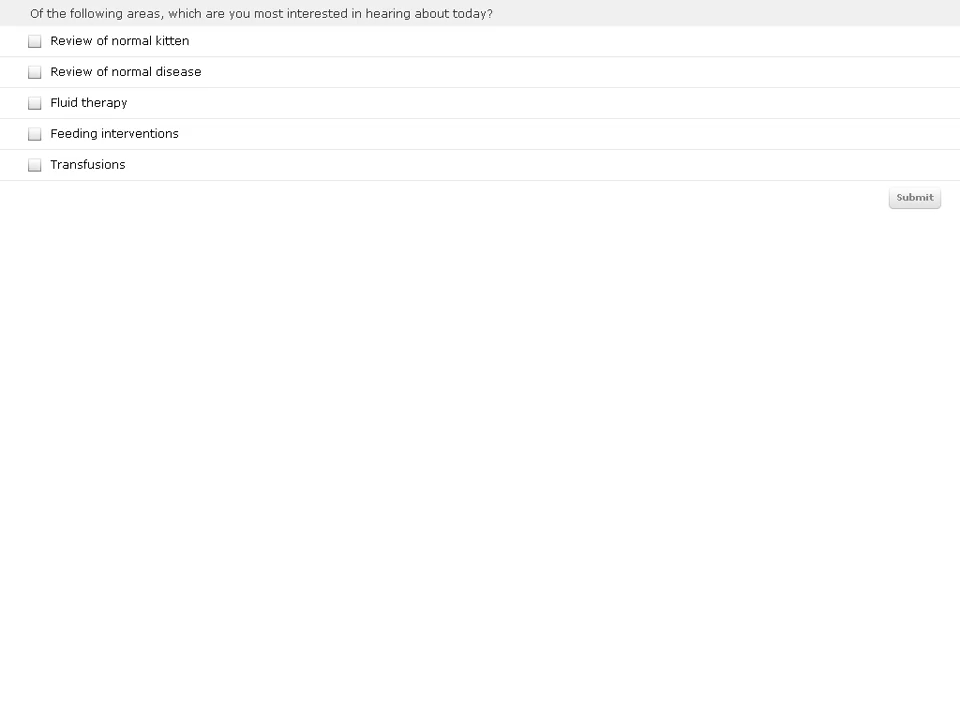 Of the following areas, which are you most interested in hearing about today?
Review of normal kitten
Review of normal disease
Fluid therapy
Feeding interventions
Transfusions
Submit